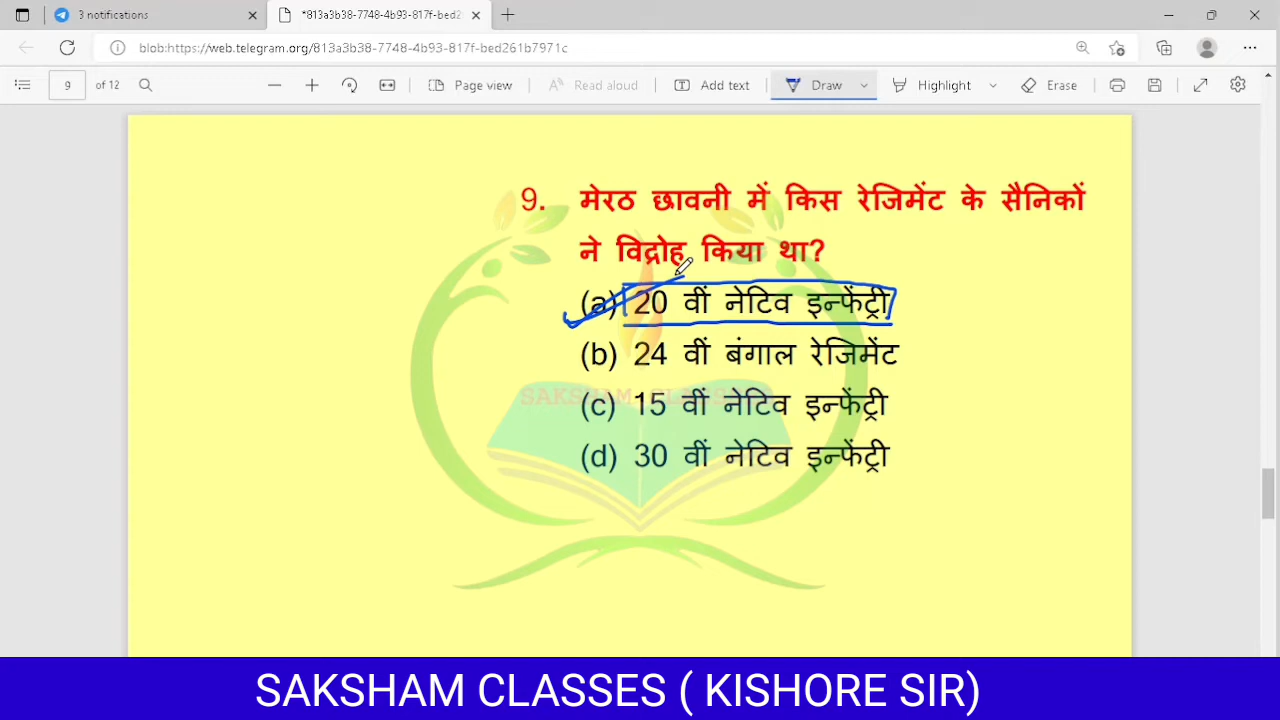 3 notifications
*813a3b38-7748-4b93-817f-bed2
blob:https://web.telegram.org/813a3b38-7748-4b93-817f-bed261b7971c
9 of 12 Page view Read aloud Add text Draw Highlight Erase
9. मेरठ छावनी में किस रेजिमेंट के सैनिकों
ने विद्रोह किया था?
(a) 20 वीं नेटिव इन्फेंट्री
(b) 24 वीं बंगाल रेजिमेंट
SAKSHAM CLASSES
(c) 15 वीं नेटिव इन्फेंट्री
(d) 30 वीं नेटिव इन्फेंट्री
SAKSHAM CLASSES ( KISHORE SIR)